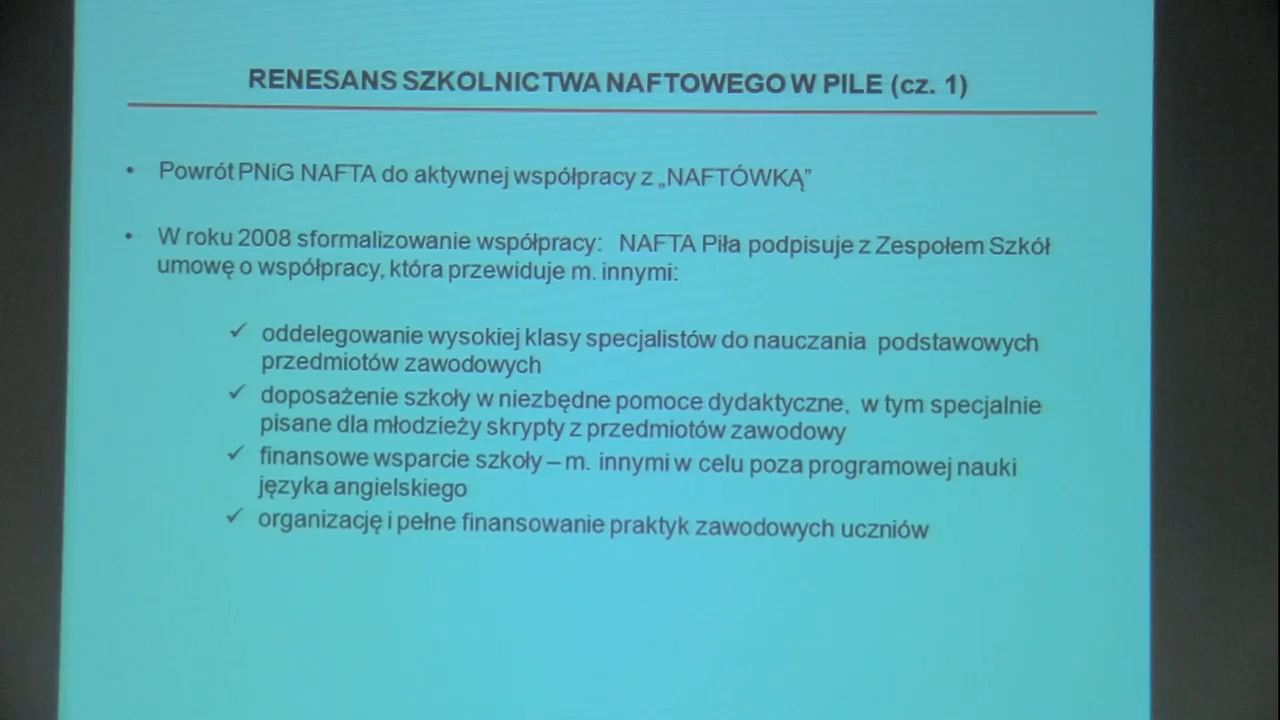 RENESANS SZKOLNICTWA NAFTOWEGO W PILE (cz. 1)
• Powrót PNiG NAFTA do aktywnej współpracy z „NAFTÓWKĄ”
• W roku 2008 sformalizowanie współpracy: NAFTA Piła podpisuje z Zespołem Szkół
umowę o współpracy, która przewiduje m. innymi:
✓ oddelegowanie wysokiej klasy specjalistów do nauczania podstawowych
przedmiotów zawodowych
✓ doposażenie szkoły w niezbędne pomoce dydaktyczne, w tym specjalnie
pisane dla młodzieży skrypty z przedmiotów zawodowy
✓ finansowe wsparcie szkoły – m. innymi w celu poza programowej nauki
języka angielskiego
✓ organizację i pełne finansowanie praktyk zawodowych uczniów